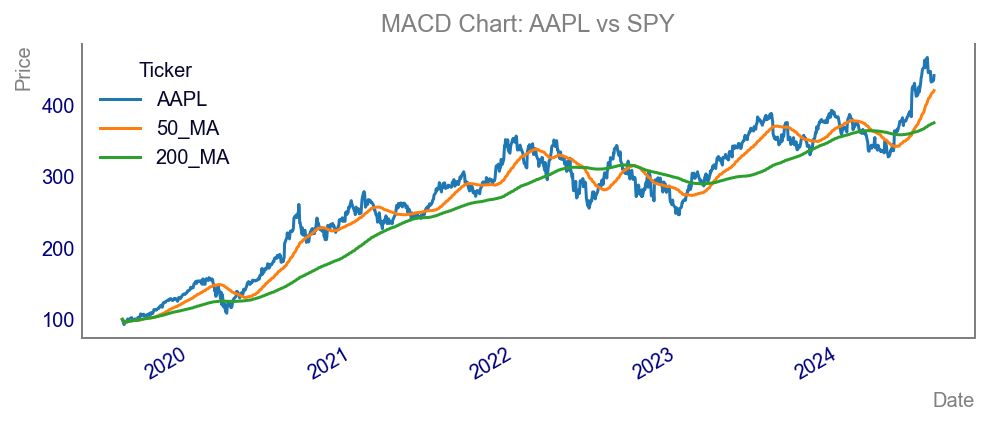 MACD Chart: AAPL vs SPY
Price
Ticker
AAPL
50_MA
200_MA
400
300
200
100
2020
2021
2022
2023
2024
Date